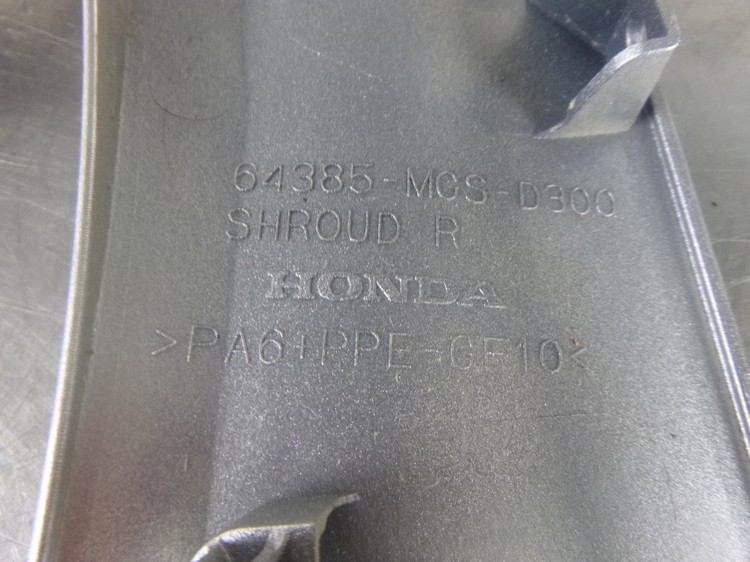 64385-MGS-D300
SHROUD R
HONDA
>PA6+PPE-GF10<